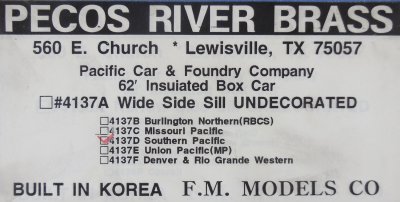 PECOS RIVER BRASS
560 E. Church * Lewisville, TX 75057
Pacific Car & Foundry Company
62' Insulated Box Car
□#4137A Wide Side Sill UNDECORATED
□4137B Burlington Northern(RBCS)
□4137C Missouri Pacific
☑4137D Southern Pacific
□4137E Union Pacific(MP)
□4137F Denver & Rio Grande Western
BUILT IN KOREA F.M. MODELS CO